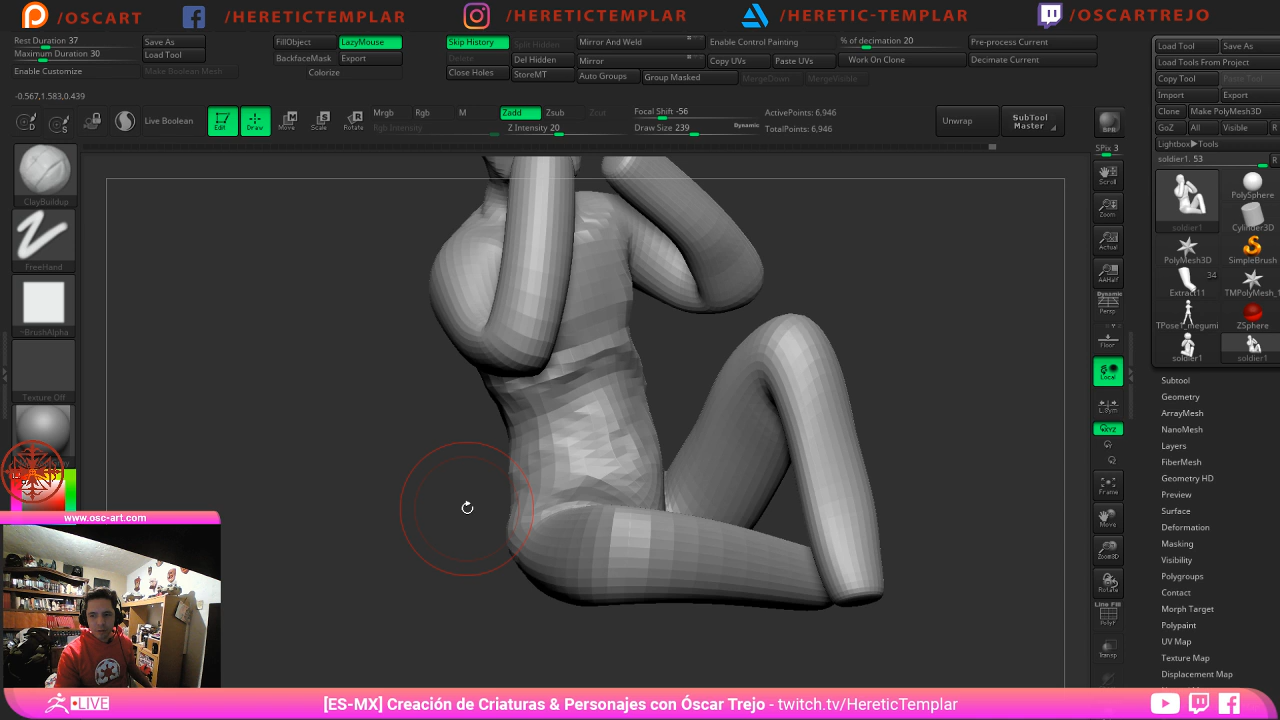 /OSCART /HERETICTEMPLAR /HERETICTEMPLAR /HERETIC-TEMPLAR /OSCARTREJO
Rest Duration 37 Save As FillObject LazyMouse Skip History Split Hidden Mirror And Weld Enable Control Painting % of decimation 20 Pre-process Current
Maximum Duration 30 Load Tool BackfaceMask Export Delete Del Hidden Mirror Copy UVs Paste UVs Work On Clone Decimate Current
Enable Customize Make Boolean Mesh Colorize Close Holes StoreMT Auto Groups Group Masked MergeDown MergeVisible
-0.567,1.583,0.439
Live Boolean Edit Draw Move Scale Rotate Mrgb Rgb M Zadd Zsub Zcut Focal Shift -56 ActivePoints: 6,946 Unwrap SubTool Master BPR
Rgb Intensity Z Intensity 20 Draw Size 239 Dynamic TotalPoints: 6,946
ClayBuildup
FreeHand
~BrushAlpha
Texture Off
SPix 3
Scroll
Zoom
Actual
AAHalf
Dynamic
Persp
Floor
Local
L.Sym
XYZ
Frame
Move
Zoom3D
Rotate
Line Fill
PolyF
Transp
Load Tool Save As
Load Tools From Project
Copy Tool Paste Tool
Import Export
Clone Make PolyMesh3D
GoZ All Visible R
Lightbox▶Tools
soldier1. 53 R
soldier1 PolySphere
Cylinder3D
PolyMesh3D SimpleBrush
34
Extract11 TMPolyMesh_1
TPose1_megumi ZSphere
soldier1 soldier1
Subtool
Geometry
ArrayMesh
NanoMesh
Layers
FiberMesh
Geometry HD
Preview
Surface
Deformation
Masking
Visibility
Polygroups
Contact
Morph Target
Polypaint
UV Map
Texture Map
Displacement Map
www.osc-art.com
LIVE [ES-MX] Creación de Criaturas & Personajes con Óscar Trejo - twitch.tv/HereticTemplar